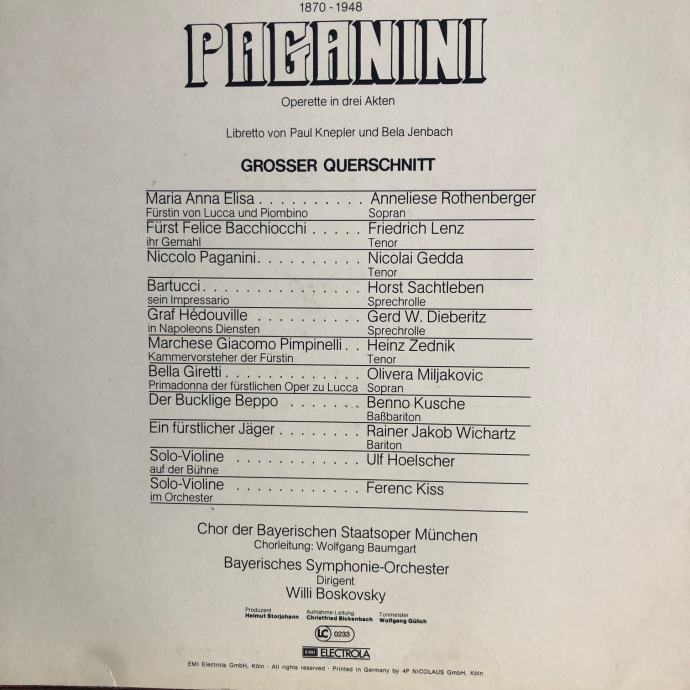 1870 - 1948
PAGANINI
Operette in drei Akten
Libretto von Paul Knepler und Bela Jenbach
GROSSER QUERSCHNITT
Maria Anna Elisa . . . . . . . . . . Anneliese Rothenberger
Fürstin von Lucca und Piombino Sopran
Fürst Felice Bacchiocchi . . . . . Friedrich Lenz
ihr Gemahl Tenor
Niccolo Paganini. . . . . . . . . . Nicolai Gedda
Tenor
Bartucci. . . . . . . . . . . . . . . Horst Sachtleben
sein Impressario Sprechrolle
Graf Hédouville . . . . . . . . . . Gerd W. Dieberitz
in Napoleons Diensten Sprechrolle
Marchese Giacomo Pimpinelli. . Heinz Zednik
Kammervorsteher der Fürstin Tenor
Bella Giretti. . . . . . . . . . . . . Olivera Miljakovic
Primadonna der fürstlichen Oper zu Lucca Sopran
Der Bucklige Beppo . . . . . . . Benno Kusche
Baßbariton
Ein fürstlicher Jäger . . . . . . . . Rainer Jakob Wichartz
Bariton
Solo-Violine . . . . . . . . . . . . Ulf Hoelscher
auf der Bühne
Solo-Violine . . . . . . . . . . . . Ferenc Kiss
im Orchester
Chor der Bayerischen Staatsoper München
Chorleitung: Wolfgang Baumgart
Bayerisches Symphonie-Orchester
Dirigent
Willi Boskovsky
Produzent Aufnahme-Leitung Tonmeister
Helmut Storjohann Christfried Bickenbach Wolfgang Gülich
LC 0233
EMI ELECTROLA
EMI Electrola GmbH, Köln · All rights reserved · Printed in Germany by 4P NICOLAUS GmbH, Köln